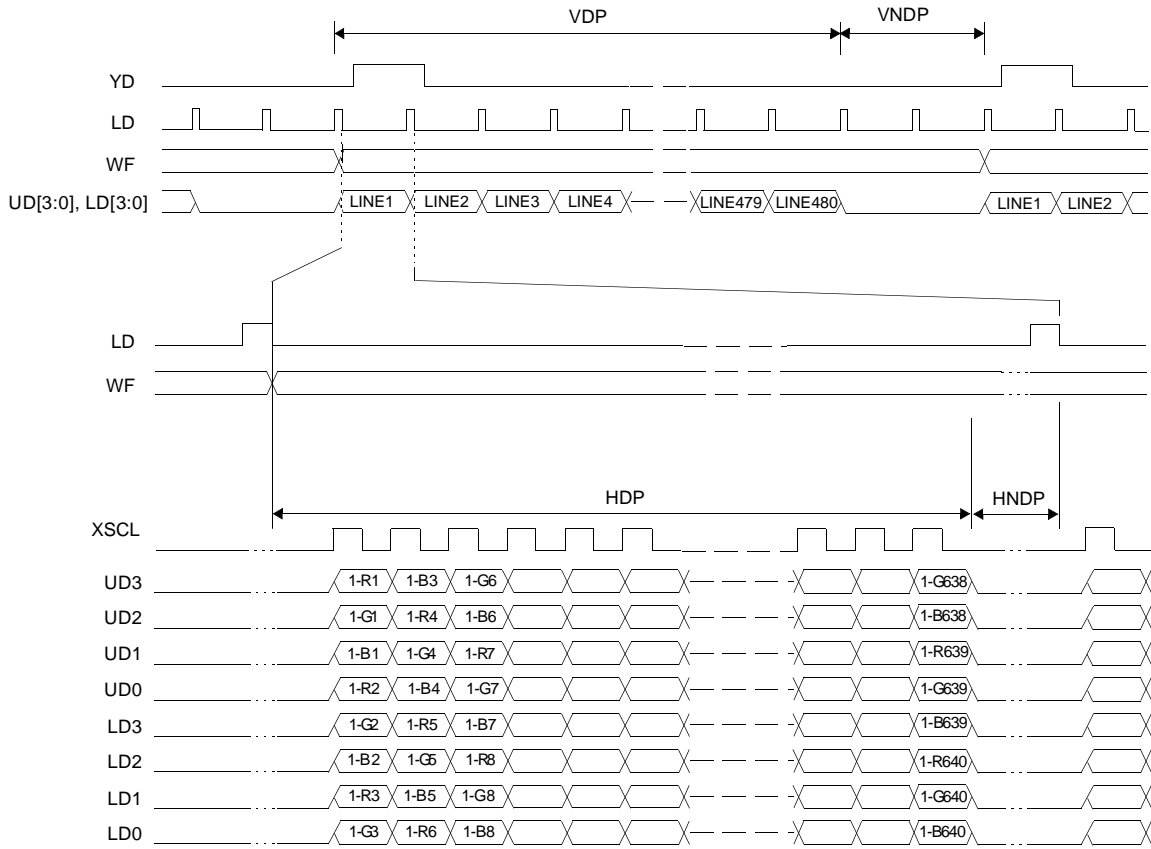 VDP VNDP
YD
LD
WF
UD[3:0], LD[3:0] LINE1 LINE2 LINE3 LINE4 LINE479 LINE480 LINE1 LINE2
LD
WF
HDP HNDP
XSCL
UD3 1-R1 1-B3 1-G6 1-G638
UD2 1-G1 1-R4 1-B6 1-B638
UD1 1-B1 1-G4 1-R7 1-R639
UD0 1-R2 1-B4 1-G7 1-G639
LD3 1-G2 1-R5 1-B7 1-B639
LD2 1-B2 1-G5 1-R8 1-R640
LD1 1-R3 1-B5 1-G8 1-G640
LD0 1-G3 1-R6 1-B8 1-B640